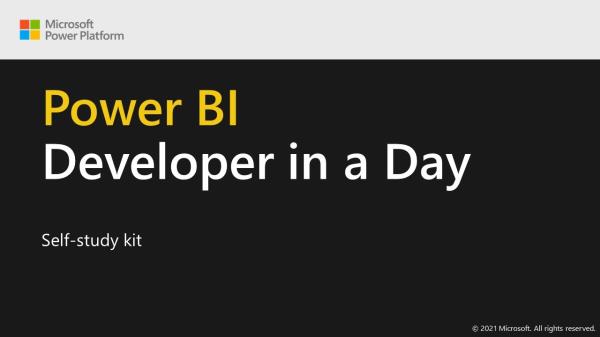 Microsoft
Power Platform
Power BI
Developer in a Day
Self-study kit
© 2021 Microsoft. All rights reserved.